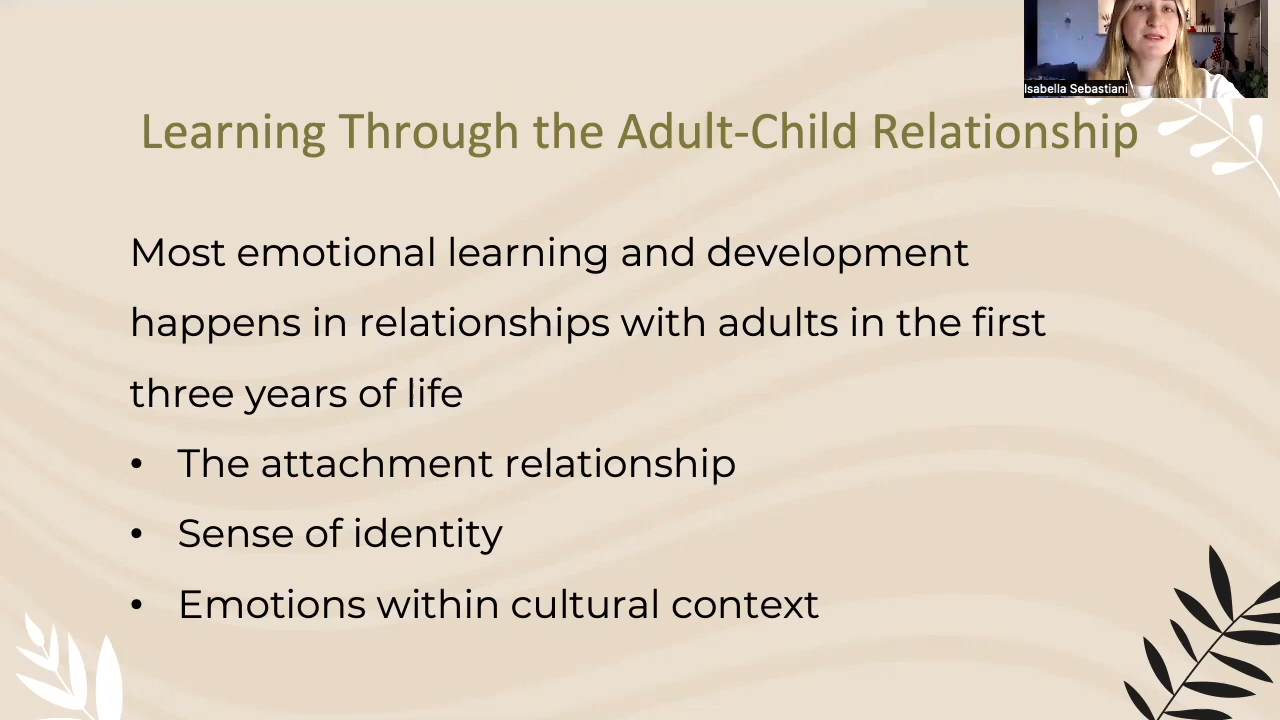 Isabella Sebastiani
Learning Through the Adult-Child Relationship
Most emotional learning and development
happens in relationships with adults in the first
three years of life
• The attachment relationship
• Sense of identity
• Emotions within cultural context